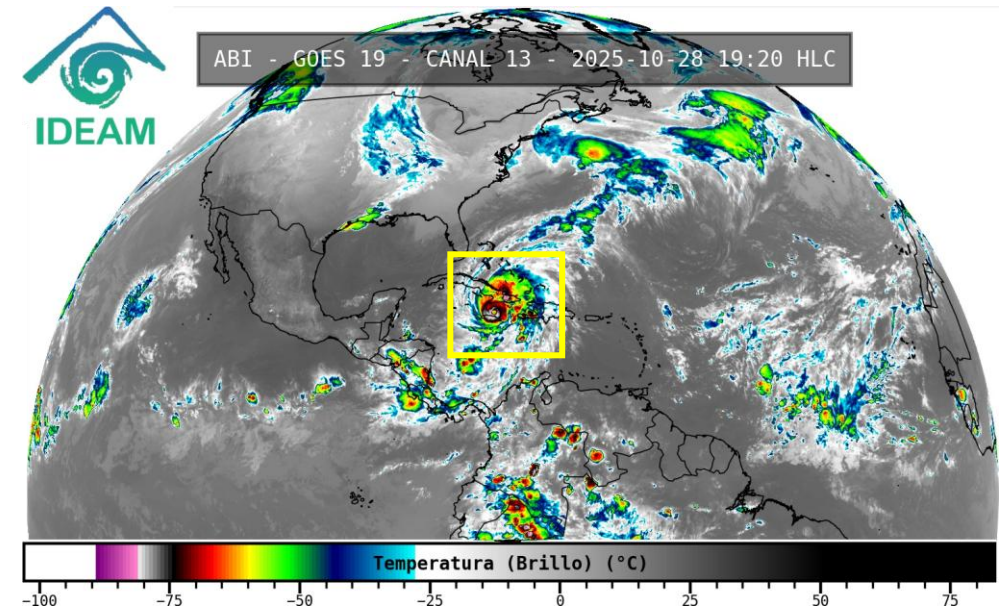 ABI - GOES 19 - CANAL 13 - 2025-10-28 19:20 HLC
IDEAM
Temperatura (Brillo) (°C)
−100 −75 −50 −25 0 25 50 75